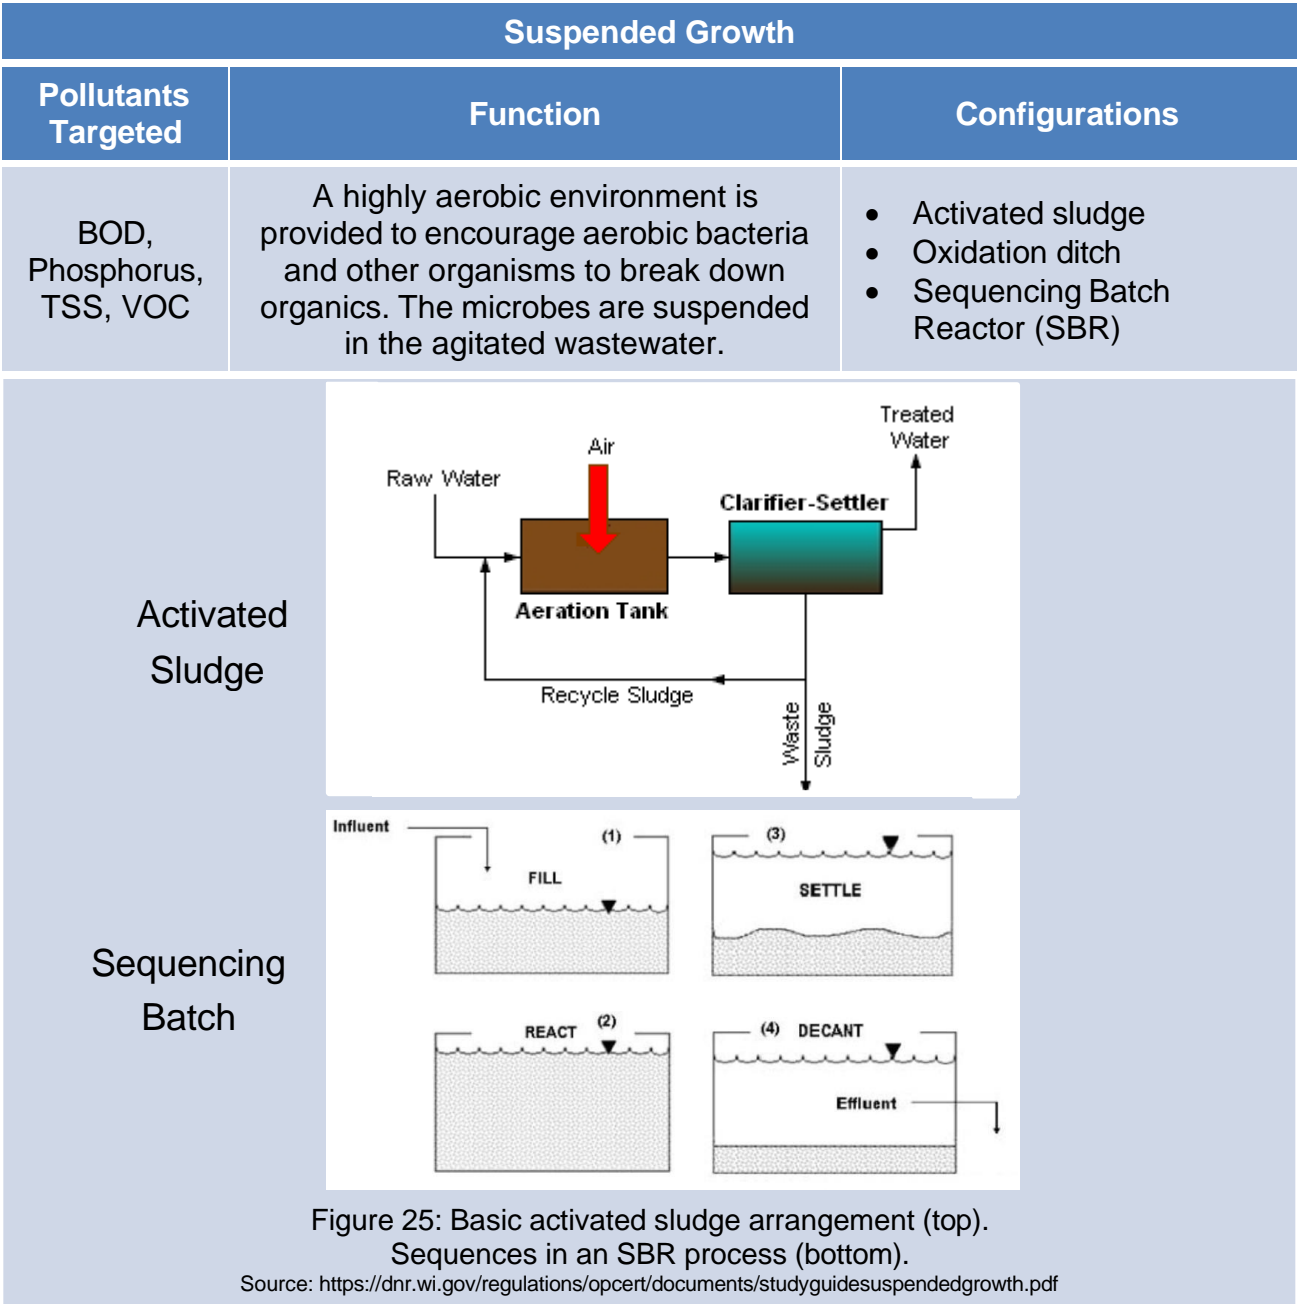 Suspended Growth
Pollutants
Targeted
Function
Configurations
BOD,
Phosphorus,
TSS, VOC
A highly aerobic environment is
provided to encourage aerobic bacteria
and other organisms to break down
organics. The microbes are suspended
in the agitated wastewater.
• Activated sludge
• Oxidation ditch
• Sequencing Batch
Reactor (SBR)
Activated
Sludge
Raw Water
Air
Treated
Water
Clarifier-Settler
Aeration Tank
Recycle Sludge
Waste
Sludge
Sequencing
Batch
Influent
(1)
FILL
(3)
SETTLE
REACT
(2)
(4)
DECANT
Effluent
Figure 25: Basic activated sludge arrangement (top).
Sequences in an SBR process (bottom).
Source: https://dnr.wi.gov/regulations/opcert/documents/studyguidesuspendedgrowth.pdf